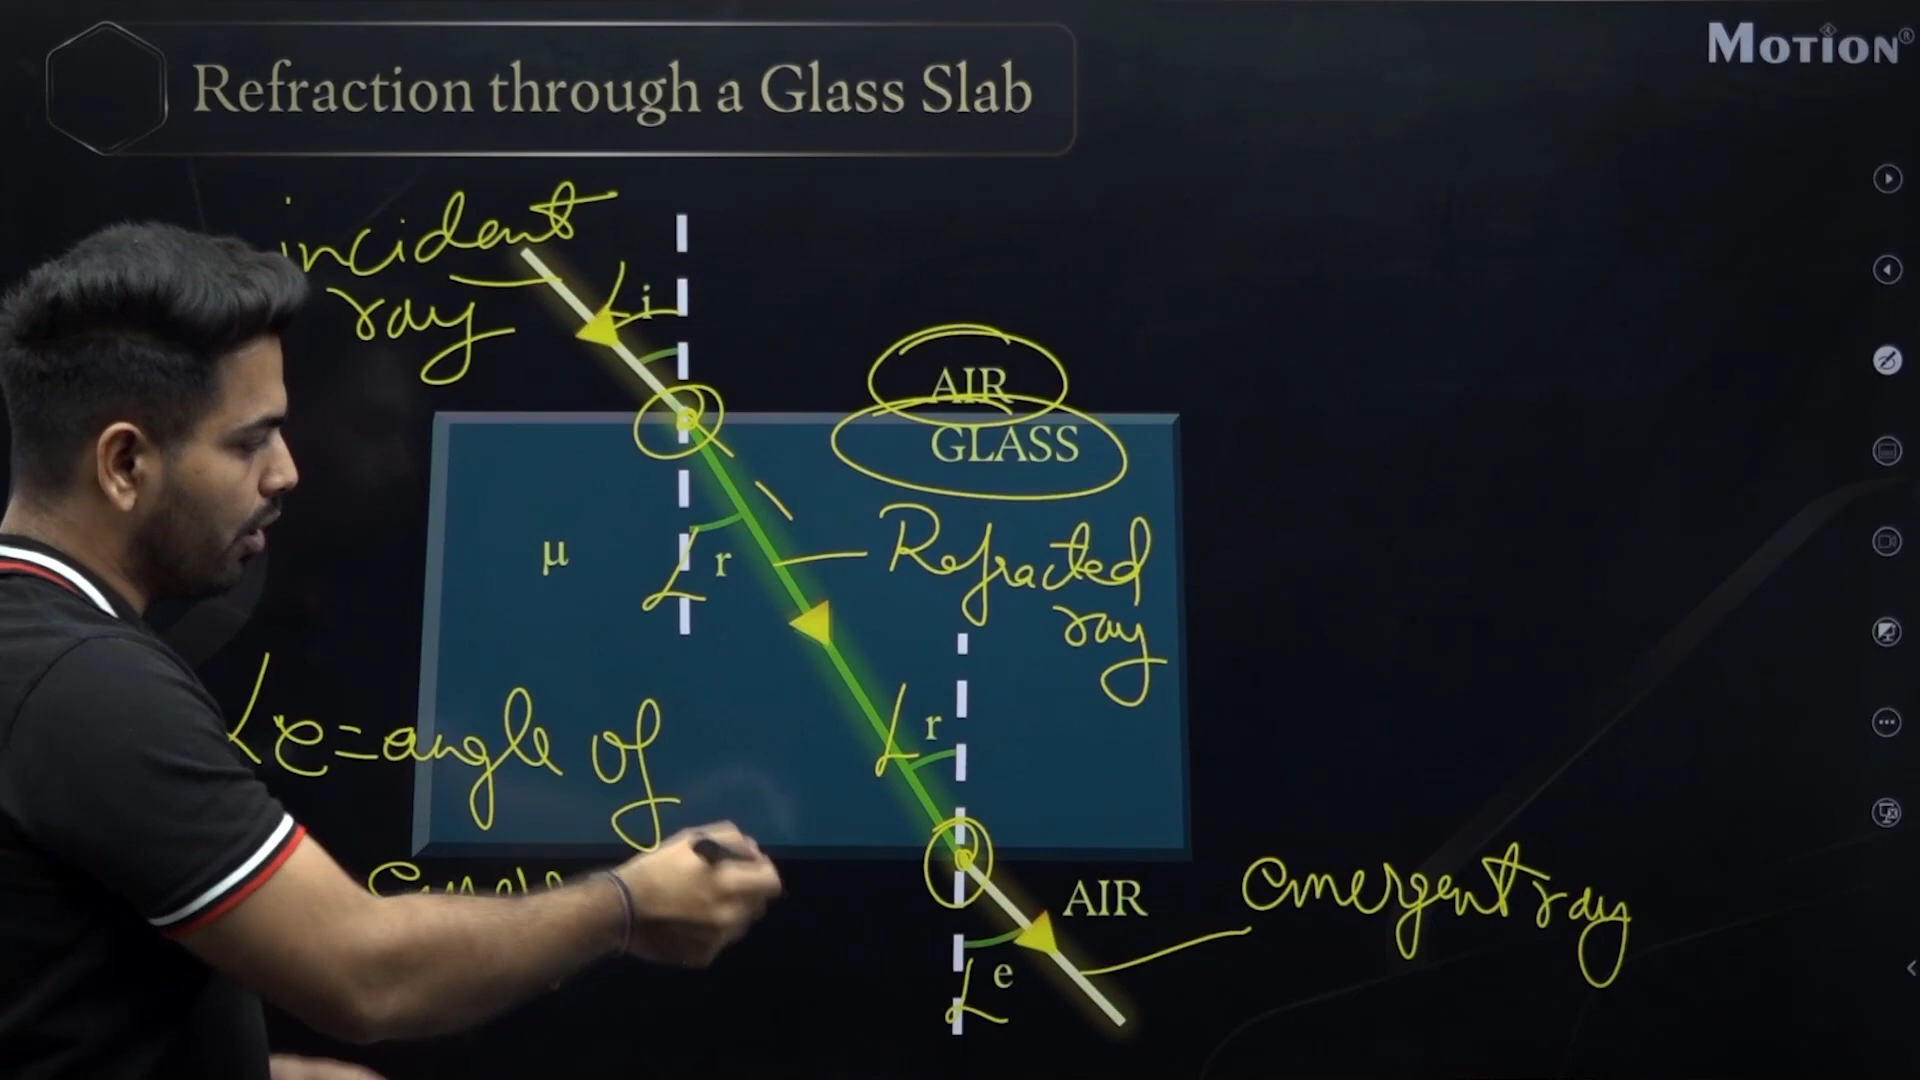 MOTION®
Refraction through a Glass Slab
incident
ray
∠i
AIR
GLASS
Refracted
ray
μ
∠r
∠r
∠e = angle of
AIR
emergent ray
∠e